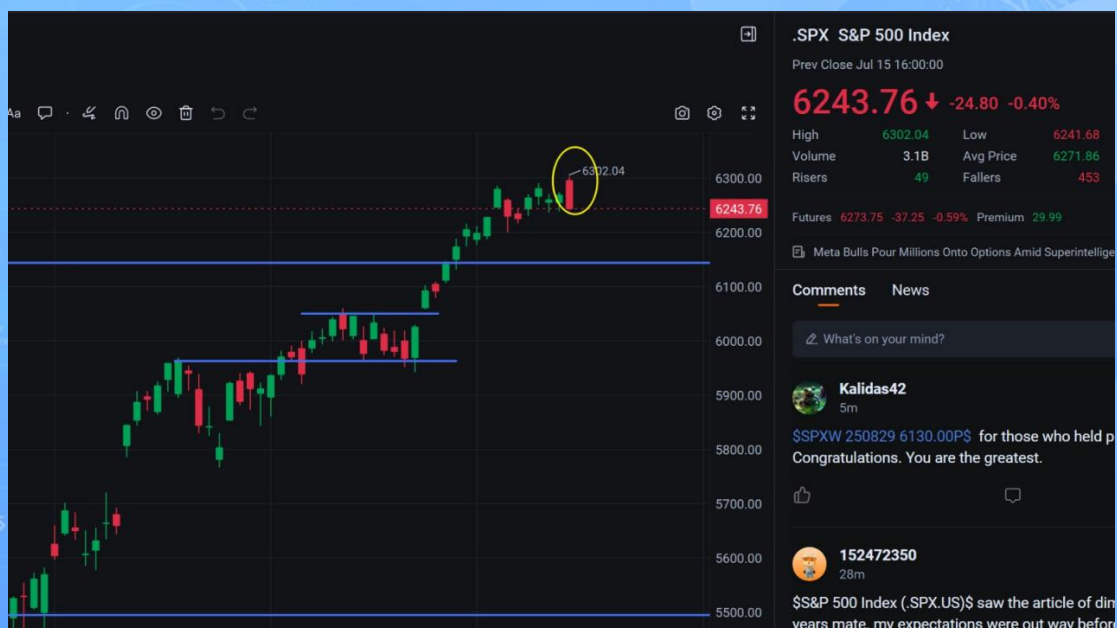 .SPX S&P 500 Index
Prev Close Jul 15 16:00:00
6243.76 -24.80 -0.40%
High 6302.04 Low 6241.68
Volume 3.1B Avg Price 6271.86
Risers 49 Fallers 453
Futures 6273.75 -37.25 -0.59% Premium 29.99
Meta Bulls Pour Millions Onto Options Amid
Comments News
What's on your mind?
Kalidas42
5m
$SPXW 250829 6130.00P$ for those who held
Congratulations. You are the greatest.
152472350
28m
$S&P 500 Index (.SPX.US)$ saw the article of
years mate, my expectations were out way
Aa
6302.04
6300.00
6243.76
6200.00
6100.00
6000.00
5900.00
5800.00
5700.00
5600.00
5500.00